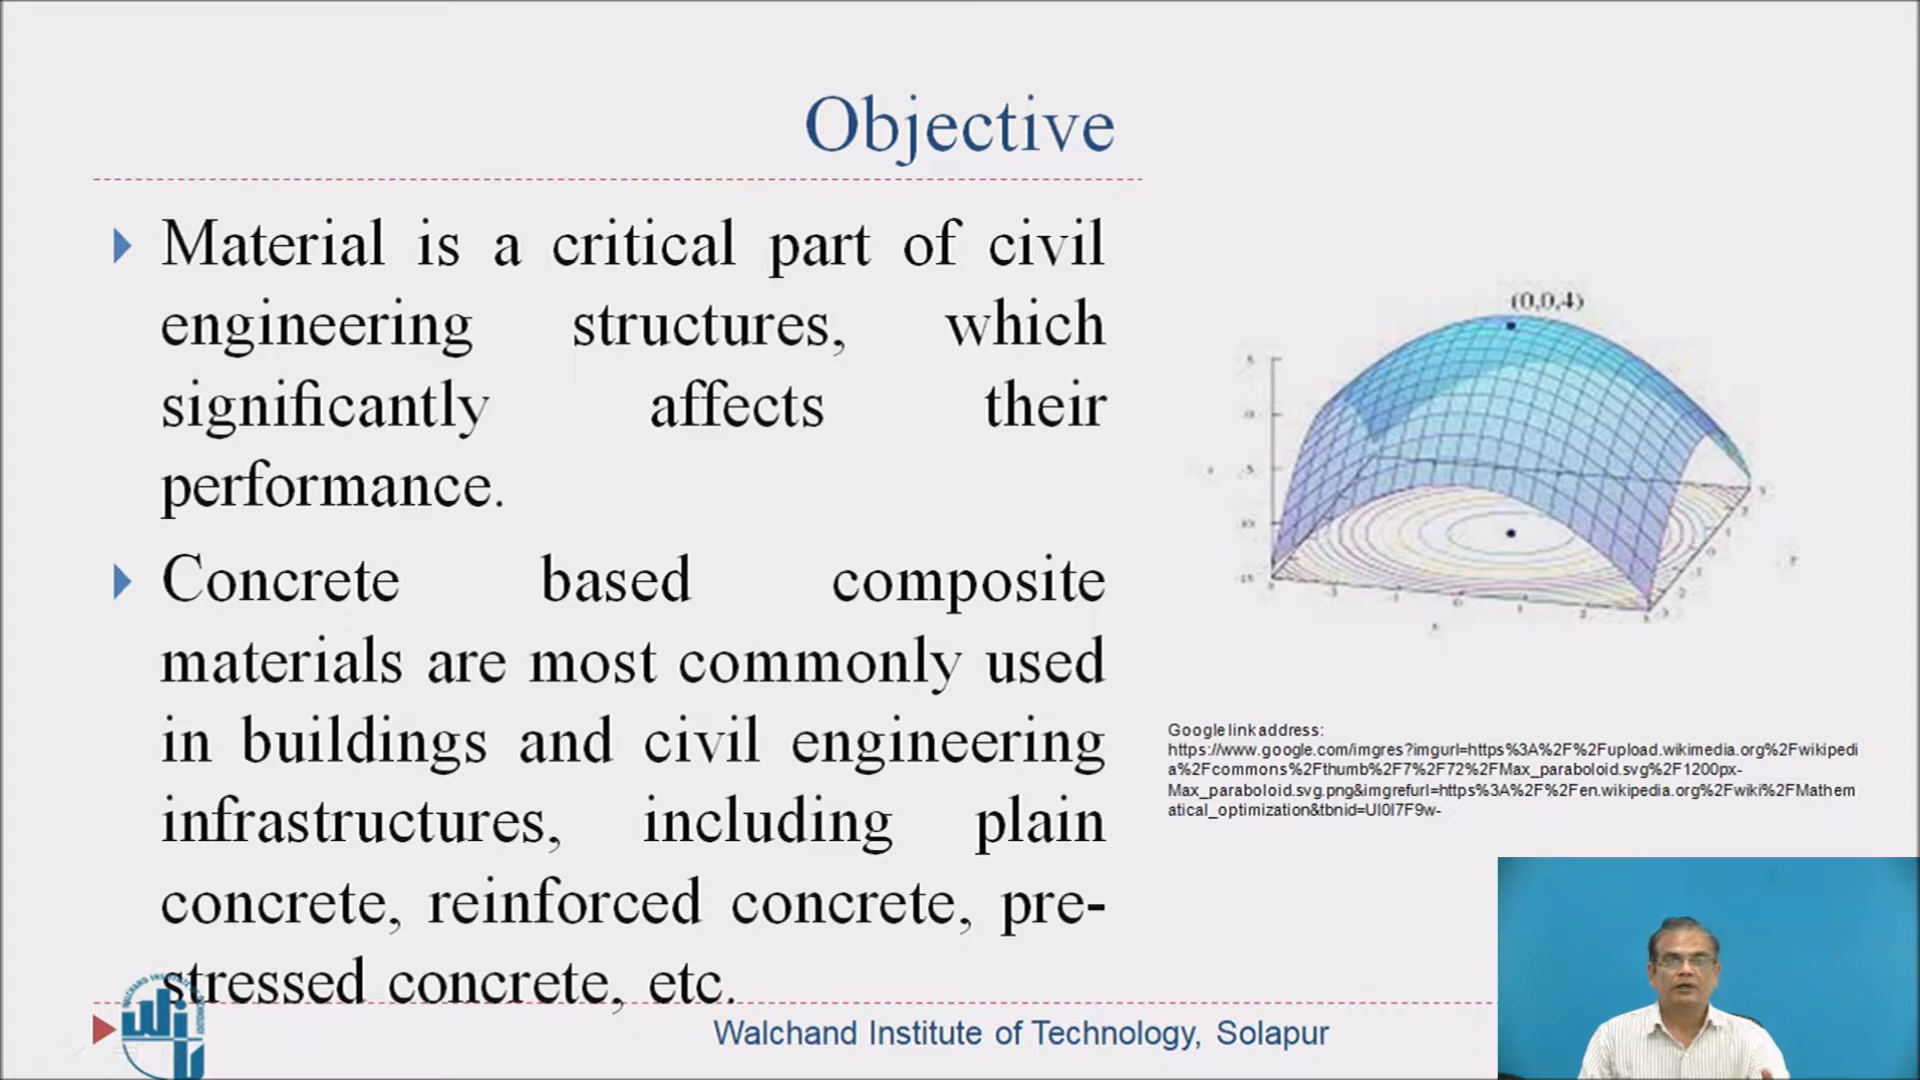 Objective
Material is a critical part of civil
engineering structures, which
significantly affects their
performance.
Concrete based composite
materials are most commonly used
in buildings and civil engineering
infrastructures, including plain
concrete, reinforced concrete, pre-
stressed concrete, etc.
(0,0,4)
Google link address:
https://www.google.com/imgres?imgurl=https%3A%2F%2Fupload.wikimedia.org%2Fwikipedi
a%2Fcommons%2Fthumb%2F7%2F72%2FMax_paraboloid.svg%2F1200px-
Max_paraboloid.svg.png&imgrefurl=https%3A%2F%2Fen.wikipedia.org%2Fwiki%2FMathem
atical_optimization&tbnid=UI0I7F9w-
Walchand Institute of Technology, Solapur